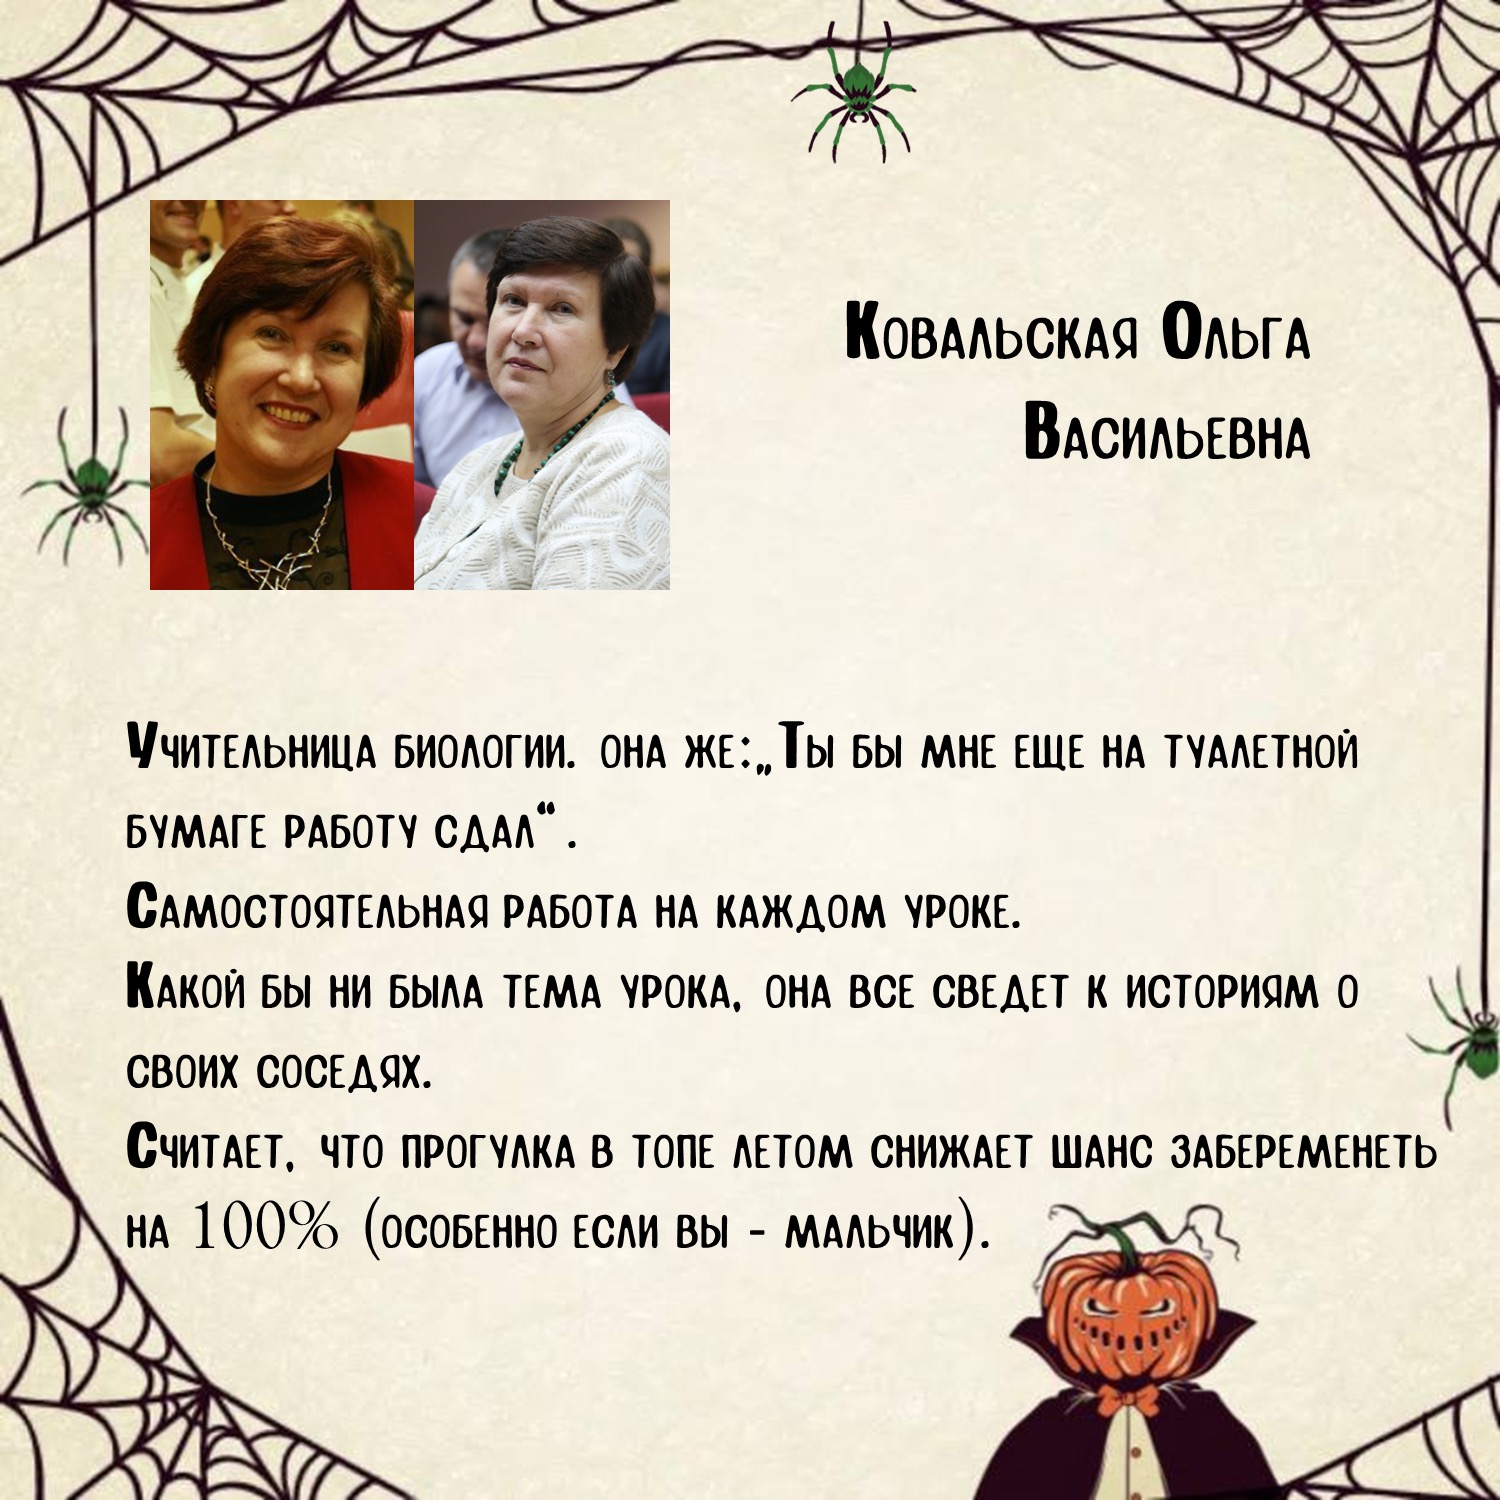 Ковальская Ольга
Васильевна
Учительница биологии. она же:„Ты бы мне еще на туалетной
бумаге работу сдал“.
Самостоятельная работа на каждом уроке.
Какой бы ни была тема урока, она все сведет к историям о
своих соседях.
Считает, что прогулка в топе летом снижает шанс забеременеть
на 100% (особенно если вы - мальчик).